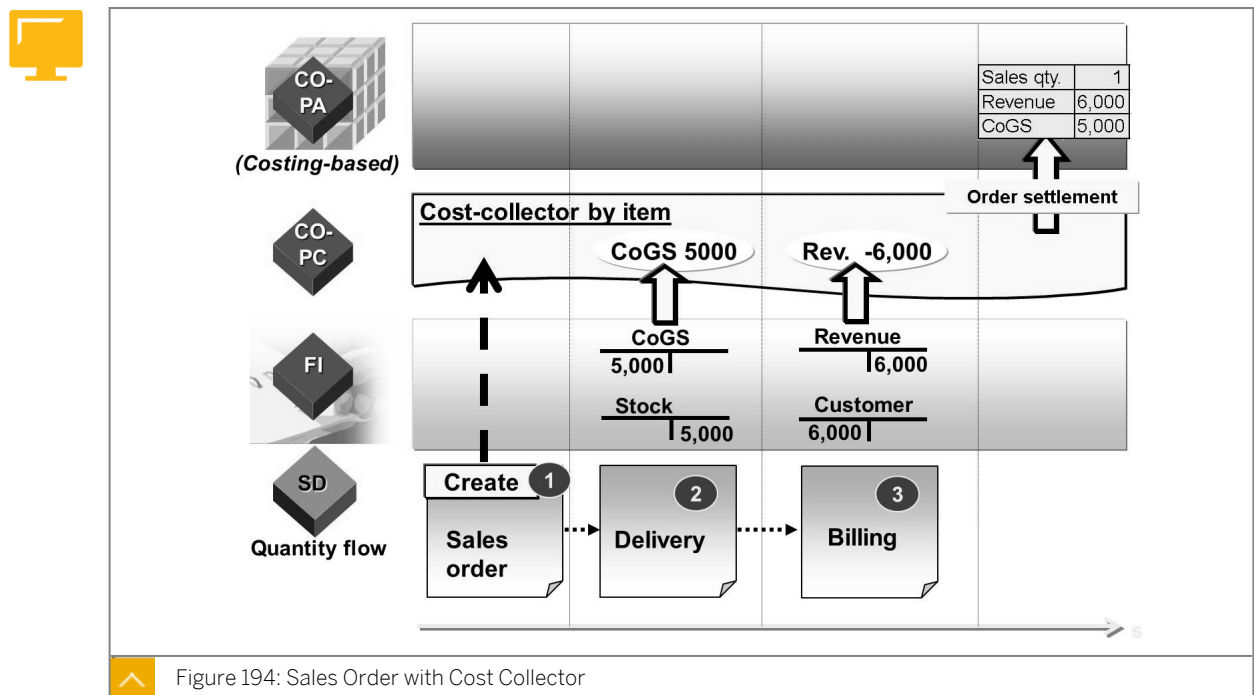 CO-
PA
(Costing-based)
Sales qty. 1
Revenue 6,000
CoGS 5,000
Order settlement
CO-
PC
Cost-collector by item
CoGS 5000
Rev. -6,000
FI
CoGS
5,000
Stock
5,000
Revenue
6,000
Customer
6,000
SD
Quantity flow
Create 1
Sales
order
2
Delivery
3
Billing
s
Figure 194: Sales Order with Cost Collector